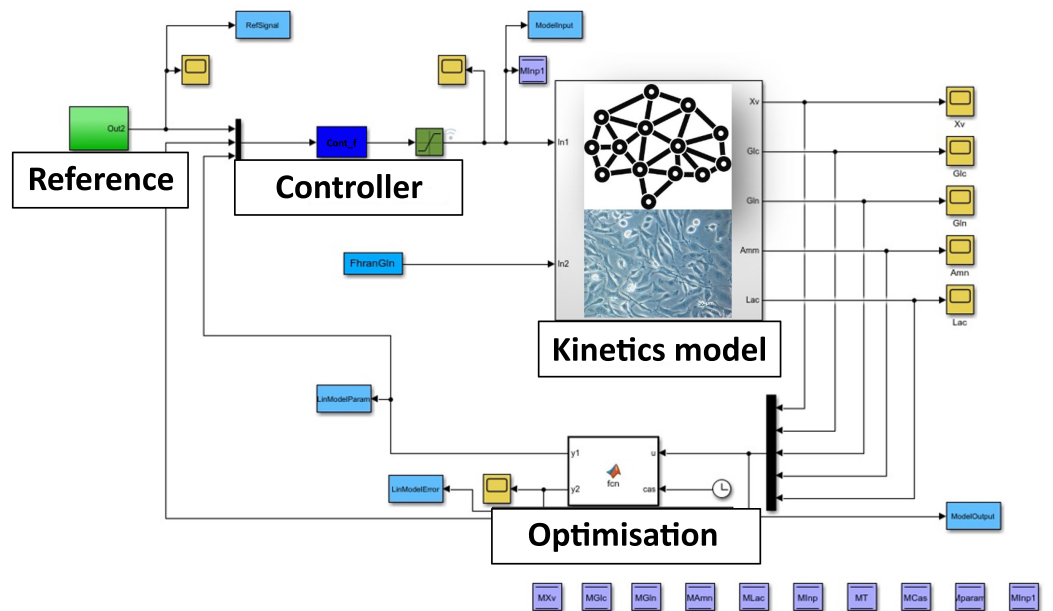 RefSignal
ModelInput
MInp1
Out2
Cont_f
Reference
Controller
In1
In2
FhranGln
Xv
Glc
Gln
Amm
Lac
Xv
Glc
Gln
Amn
Lac
Kinetics model
LinModelParam
y1
u
y2
cas
fcn
LinModelError
Optimisation
ModelOutput
MXv
MGlc
MGln
MAmn
MLac
MInp
MT
MCas
Mparam
MInp1